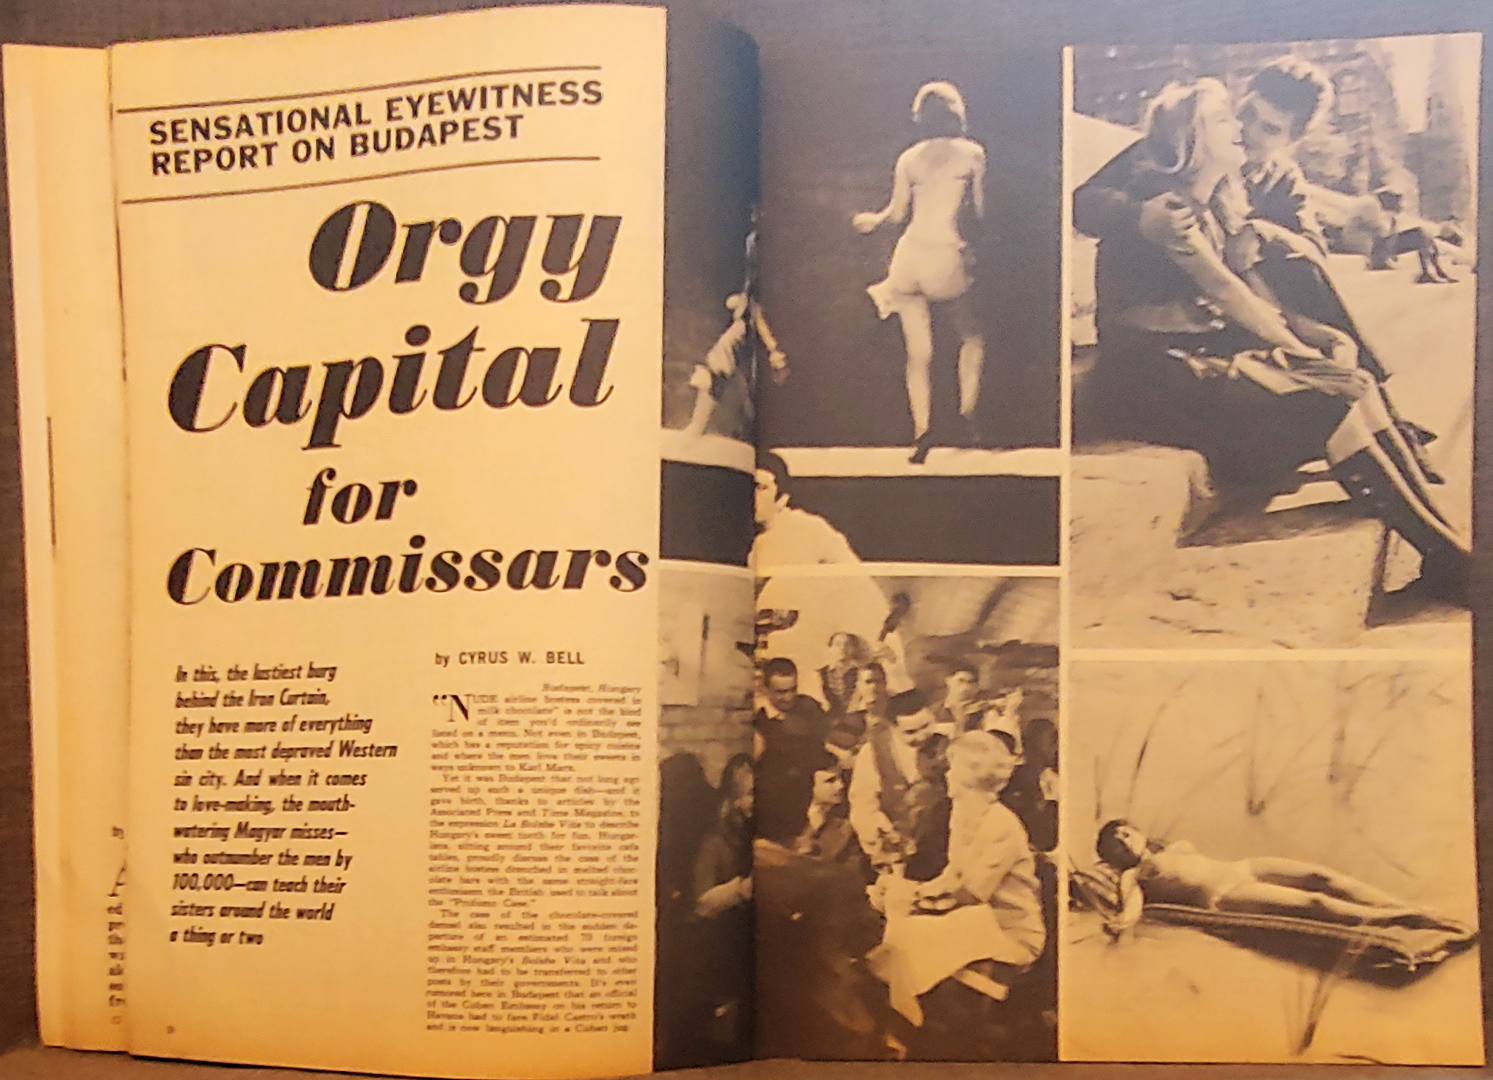 SENSATIONAL EYEWITNESS
REPORT ON BUDAPEST
Orgy
Capital
for
Commissars
In this, the lustiest burg
behind the Iron Curtain,
they have more of everything
than the most depraved Western
sin city. And when it comes
to love-making, the mouth-
watering Magyar misses—
who outnumber the men by
100,000—can teach their
sisters around the world
a thing or two
by CYRUS W. BELL
Budapest, Hungary
"NUDE airline hostess covered in
milk chocolate" is not the kind
of item you'd ordinarily see
listed on a menu. Not even in Budapest,
which has a reputation for spicy cuisine
and where the men love their sweets in
ways unknown to Karl Marx.
Yet it was Budapest that not long ago
served up such a unique dish—and it
gave birth, thanks to articles by the
Associated Press and Time Magazine, to
the expression La Bolshe Vita to describe
Hungary's sweet tooth for fun. Hungar-
ians, sitting around their favorite cafe
tables, proudly discuss the case of the
airline hostess drenched in melted choc-
olate bars with the same straight-face
enthusiasm the British used to talk about
the "Profumo Case."
The case of the chocolate-covered
damsel also resulted in the sudden de-
parture of an estimated 70 foreign
embassy staff members who were mixed
up in Hungary's Bolshe Vita and who
therefore had to be transferred to other
posts by their governments. It's even
rumored here in Budapest that an official
of the Cuban Embassy on his return to
Havana had to face Fidel Castro's wrath
and is now languishing in a Cuban jug.